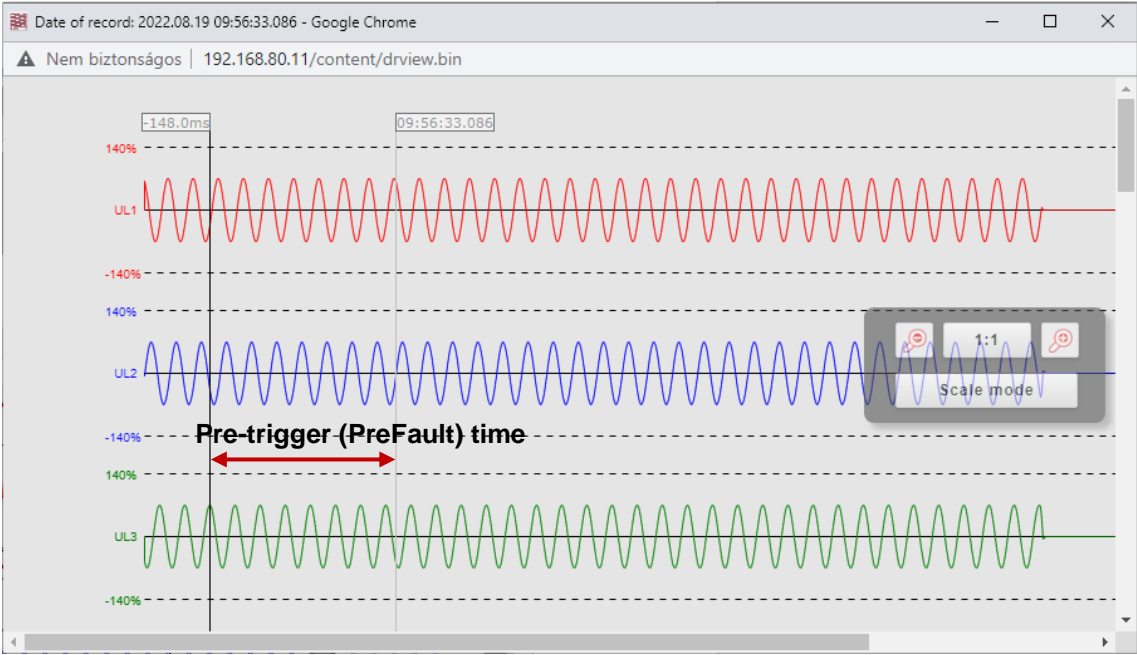 Date of record: 2022.08.19 09:56:33.086 - Google Chrome
Nem biztonságos | 192.168.80.11/content/drview.bin
-148.0ms
09:56:33.086
140%
UL1
-140%
140%
1:1
UL2
Scale mode
-140%
Pre-trigger (PreFault) time
140%
UL3
-140%